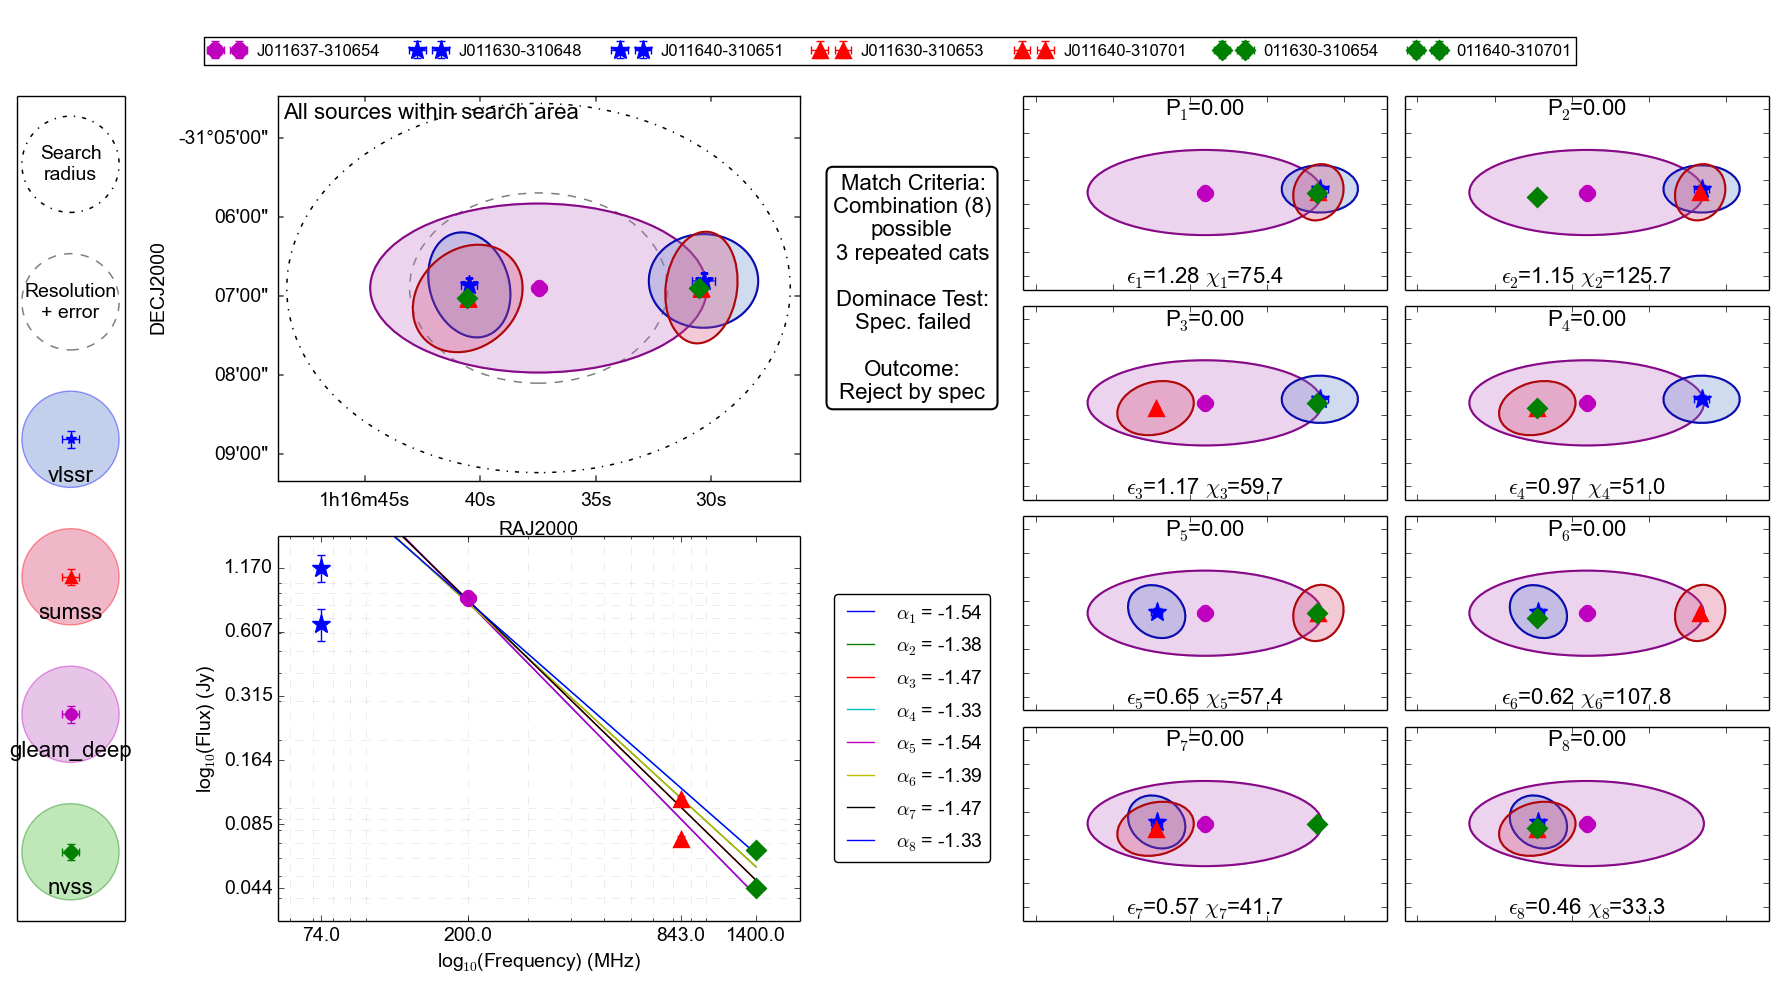 J011637-310654 J011630-310648 J011640-310651 J011630-310653 J011640-310701 011630-310654 011640-310701
Search
radius
Resolution
+ error
vlssr
sumss
gleam_deep
nvss
All sources within search area
DECJ2000
-31°05'00"
06'00"
07'00"
08'00"
09'00"
1h16m45s 40s 35s 30s
RAJ2000
Match Criteria:
Combination (8)
possible
3 repeated cats
Dominace Test:
Spec. failed
Outcome:
Reject by spec
log₁₀(Flux) (Jy)
1.170
0.607
0.315
0.164
0.085
0.044
74.0 200.0 843.0 1400.0
log₁₀(Frequency) (MHz)
α₁ = -1.54
α₂ = -1.38
α₃ = -1.47
α₄ = -1.33
α₅ = -1.54
α₆ = -1.39
α₇ = -1.47
α₈ = -1.33
P₁=0.00
ϵ₁=1.28 χ₁=75.4
P₂=0.00
ϵ₂=1.15 χ₂=125.7
P₃=0.00
ϵ₃=1.17 χ₃=59.7
P₄=0.00
ϵ₄=0.97 χ₄=51.0
P₅=0.00
ϵ₅=0.65 χ₅=57.4
P₆=0.00
ϵ₆=0.62 χ₆=107.8
P₇=0.00
ϵ₇=0.57 χ₇=41.7
P₈=0.00
ϵ₈=0.46 χ₈=33.3